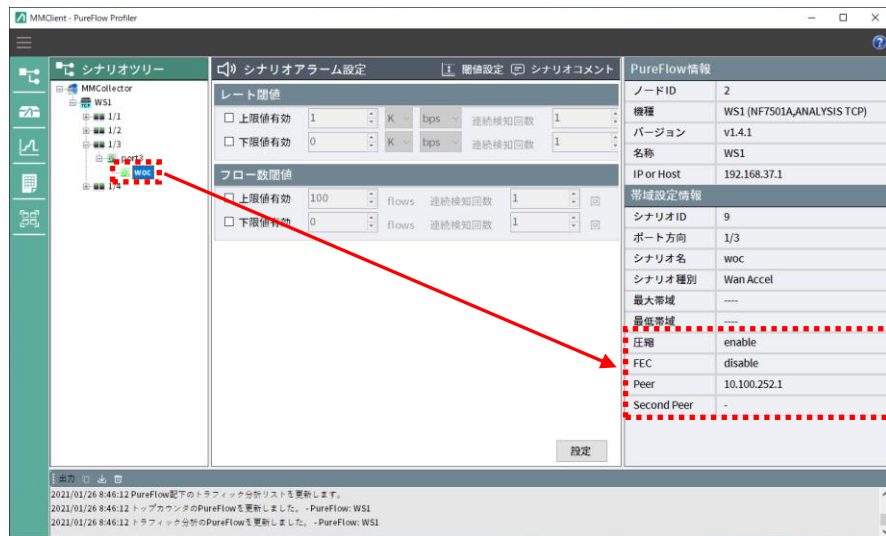 MMClient - PureFlow Profiler
シナリオツリー
MMCollector
WS1
1/1
1/2
1/3
port3
woc
1/4
シナリオアラーム設定
閾値設定 シナリオコメント
レート閾値
上限値有効 1 K bps 連続検知回数 1
下限値有効 0 K bps 連続検知回数 1
フロー数閾値
上限値有効 100 flows 連続検知回数 1 回
下限値有効 0 flows 連続検知回数 1 回
設定
PureFlow情報
ノードID 2
機種 WS1 (NF7501A,ANALYSIS TCP)
バージョン v1.4.1
名称 WS1
IP or Host 192.168.37.1
帯域設定情報
シナリオID 9
ポート方向 1/3
シナリオ名 woc
シナリオ種別 Wan Accel
最大帯域 ----
最低帯域 ----
圧縮 enable
FEC disable
Peer 10.100.252.1
Second Peer -
出力
2021/01/26 8:46:12 PureFlow配下のトラフィック分析リストを更新します。
2021/01/26 8:46:12 トップカウンタのPureFlowを更新しました。 - PureFlow: WS1
2021/01/26 8:46:12 トラフィック分析のPureFlowを更新しました。 - PureFlow: WS1